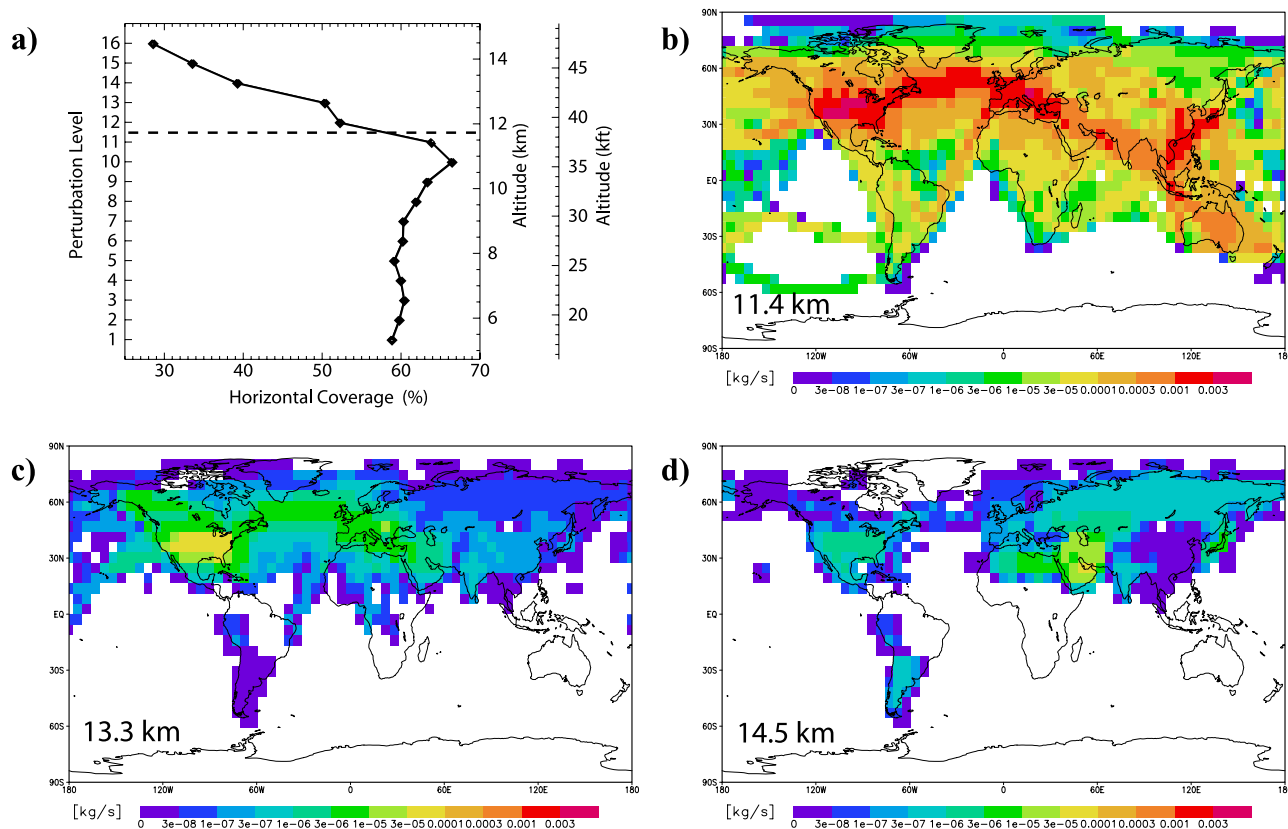 a)
Perturbation Level
16
15
14
13
12
11
10
9
8
7
6
5
4
3
2
1
14
12
10
8
6
Altitude (km)
45
40
35
30
25
20
Altitude (kft)
30 40 50 60 70
Horizontal Coverage (%)
b)
90N
60N
30N
EQ
30S
60S
90S
11.4 km
180 120W 60W 0 60E 120E 180
[kg/s]
0 3e-08 1e-07 3e-07 1e-06 3e-06 1e-05 3e-05 0.0001 0.0003 0.001 0.003
c)
90N
60N
30N
EQ
30S
60S
90S
13.3 km
180 120W 60W 0 60E 120E 180
[kg/s]
0 3e-08 1e-07 3e-07 1e-06 3e-06 1e-05 3e-05 0.0001 0.0003 0.001 0.003
d)
90N
60N
30N
EQ
30S
60S
90S
14.5 km
180 120W 60W 0 60E 120E 180
[kg/s]
0 3e-08 1e-07 3e-07 1e-06 3e-06 1e-05 3e-05 0.0001 0.0003 0.001 0.003